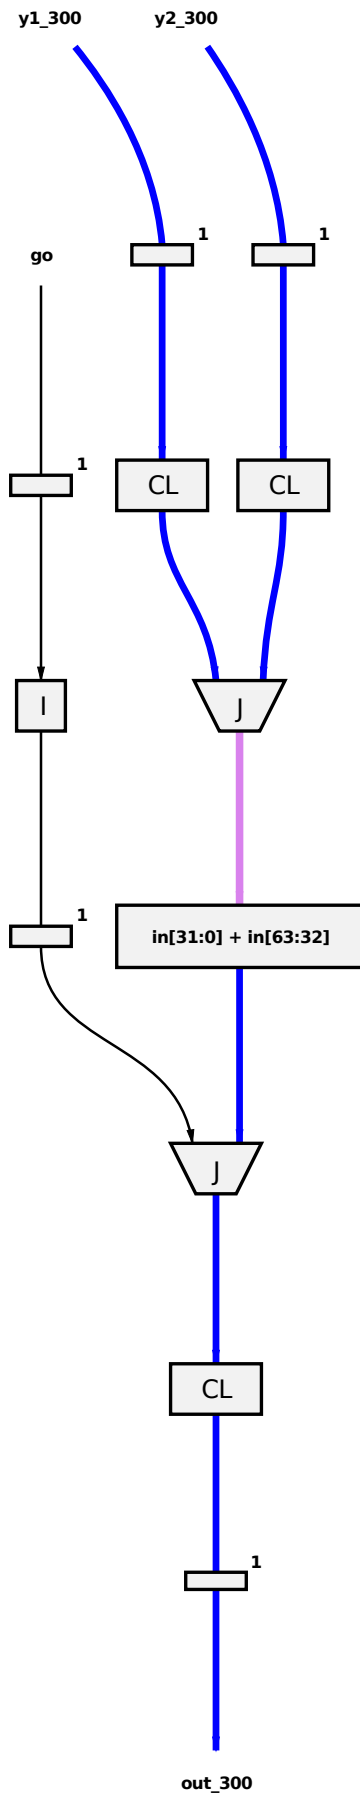 y1_300 y2_300
1 1
go
1
CL CL
I J
1
in[31:0] + in[63:32]
J
CL
1
out_300